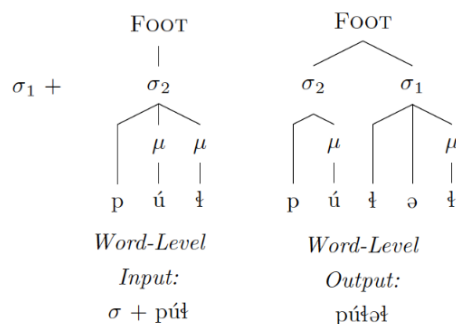 Foot Foot
σ₁ + σ₂ σ₂ σ₁
μ μ μ μ
p ú ɬ p ú ɬ ə ɬ
Word-Level Word-Level
Input: Output:
σ + púɬ púɬəɬ